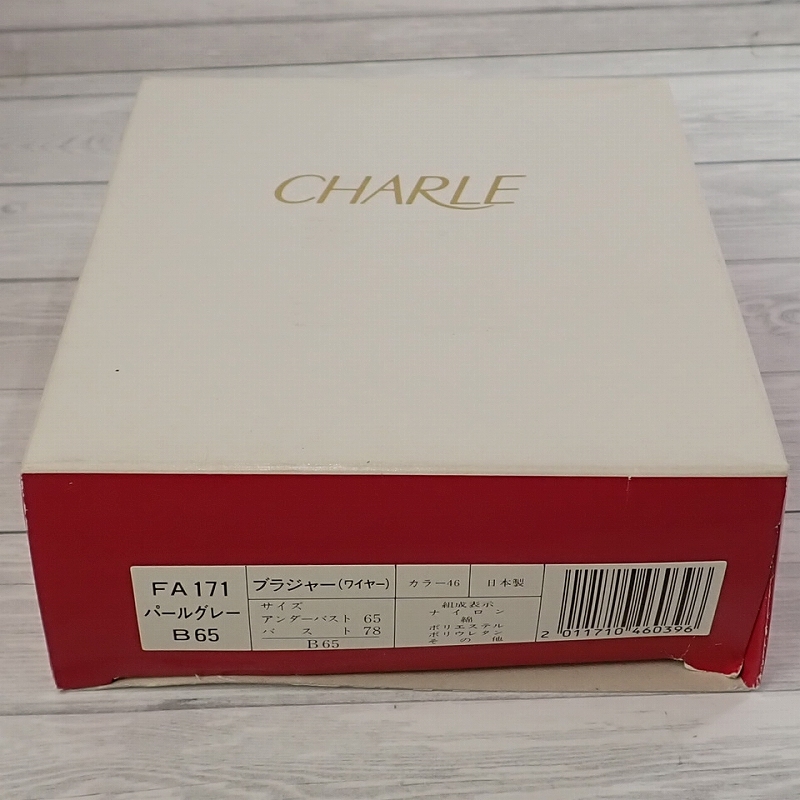 CHARLE
FA171
パールグレー
B65
ブラジャー(ワイヤー)
サイズ
アンダーバスト 65
バスト 78
B65
カラー46
日本製
組成表示
ナイロン
綿
ポリエステル
ポリウレタン
その他
2 011710 460396